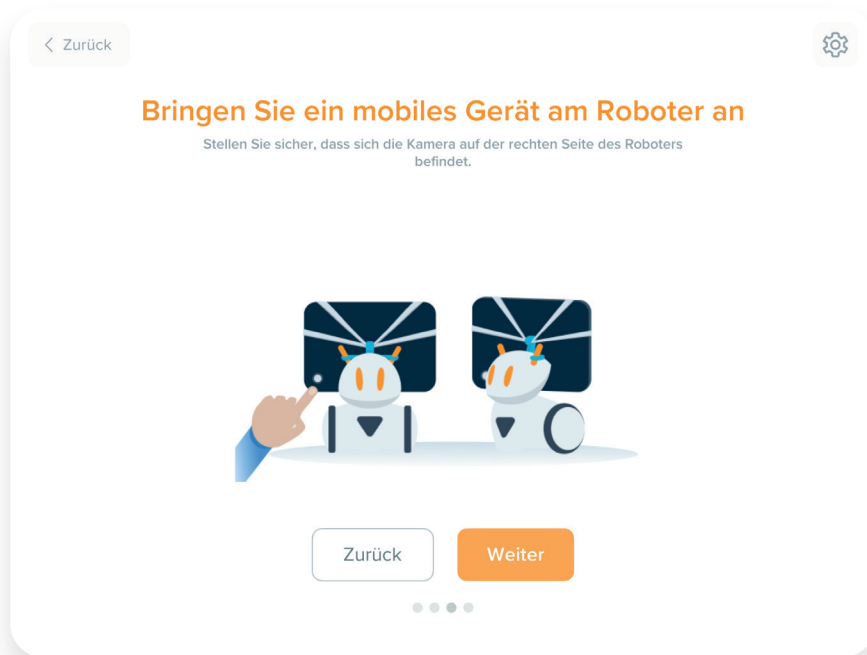 Zurück
Bringen Sie ein mobiles Gerät am Roboter an
Stellen Sie sicher, dass sich die Kamera auf der rechten Seite des Roboters
befindet.
Zurück
Weiter